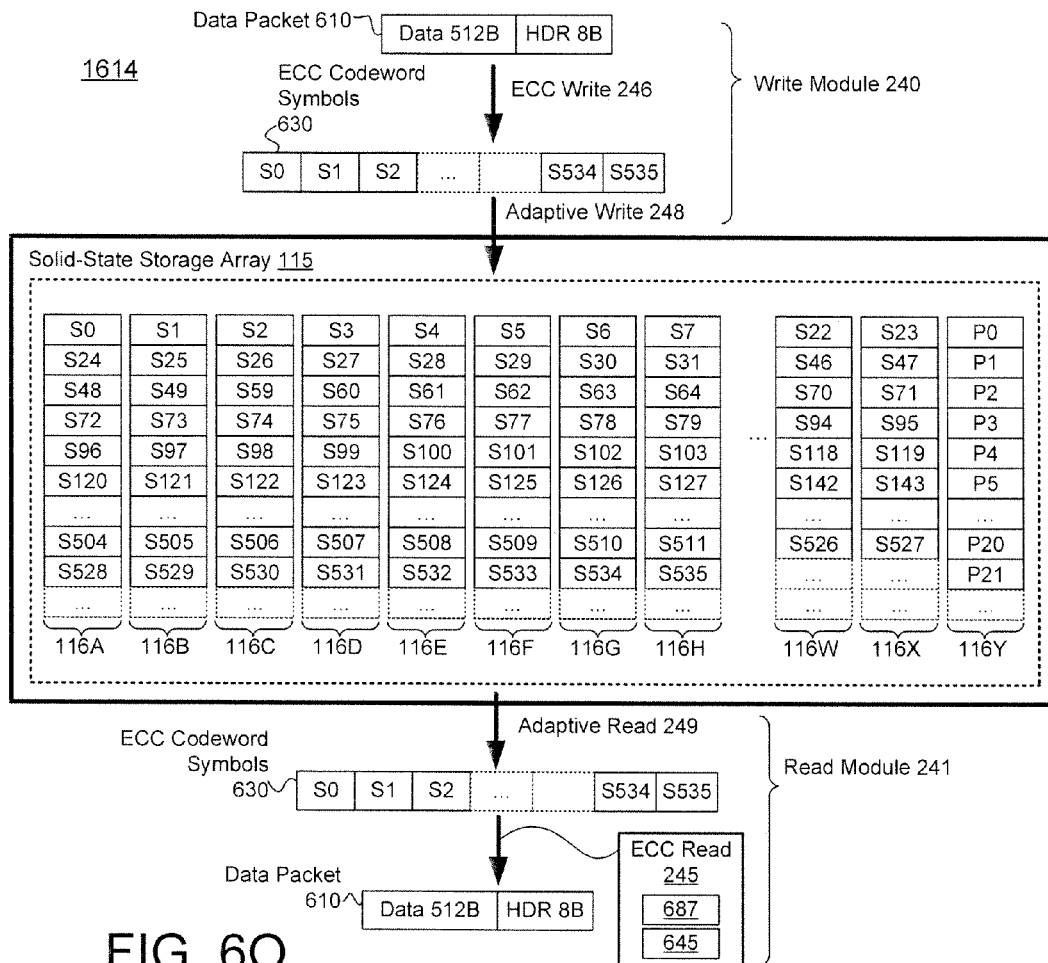 Data Packet 610
Data 512B HDR 8B
1614
ECC Codeword
Symbols
630
ECC Write 246
Write Module 240
S0 S1 S2 ... S534 S535
Adaptive Write 248
Solid-State Storage Array 115
S0 S1 S2 S3 S4 S5 S6 S7 S22 S23 P0
S24 S25 S26 S27 S28 S29 S30 S31 S46 S47 P1
S48 S49 S59 S60 S61 S62 S63 S64 S70 S71 P2
S72 S73 S74 S75 S76 S77 S78 S79 S94 S95 P3
S96 S97 S98 S99 S100 S101 S102 S103 ... S118 S119 P4
S120 S121 S122 S123 S124 S125 S126 S127 S142 S143 P5
... ... ... ... ... ... ... ... ... ... ...
S504 S505 S506 S507 S508 S509 S510 S511 S526 S527 P20
S528 S529 S530 S531 S532 S533 S534 S535 ... ... P21
... ... ... ... ... ... ... ... ... ... ...
116A 116B 116C 116D 116E 116F 116G 116H 116W 116X 116Y
Adaptive Read 249
ECC Codeword
Symbols
630
S0 S1 S2 ... S534 S535
Read Module 241
ECC Read
245
687
645
Data Packet
610
Data 512B HDR 8B
FIG. 6O